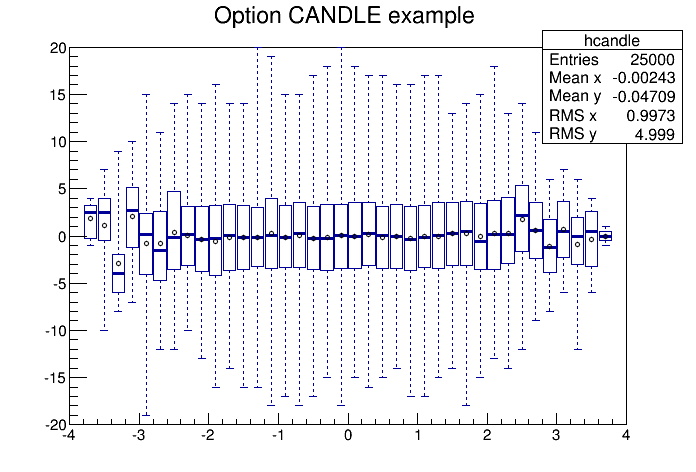 Option CANDLE example
hcandle
Entries 25000
Mean x -0.00243
Mean y -0.04709
RMS x 0.9973
RMS y 4.999
20
15
10
5
0
-5
-10
-15
-20
-4 -3 -2 -1 0 1 2 3 4